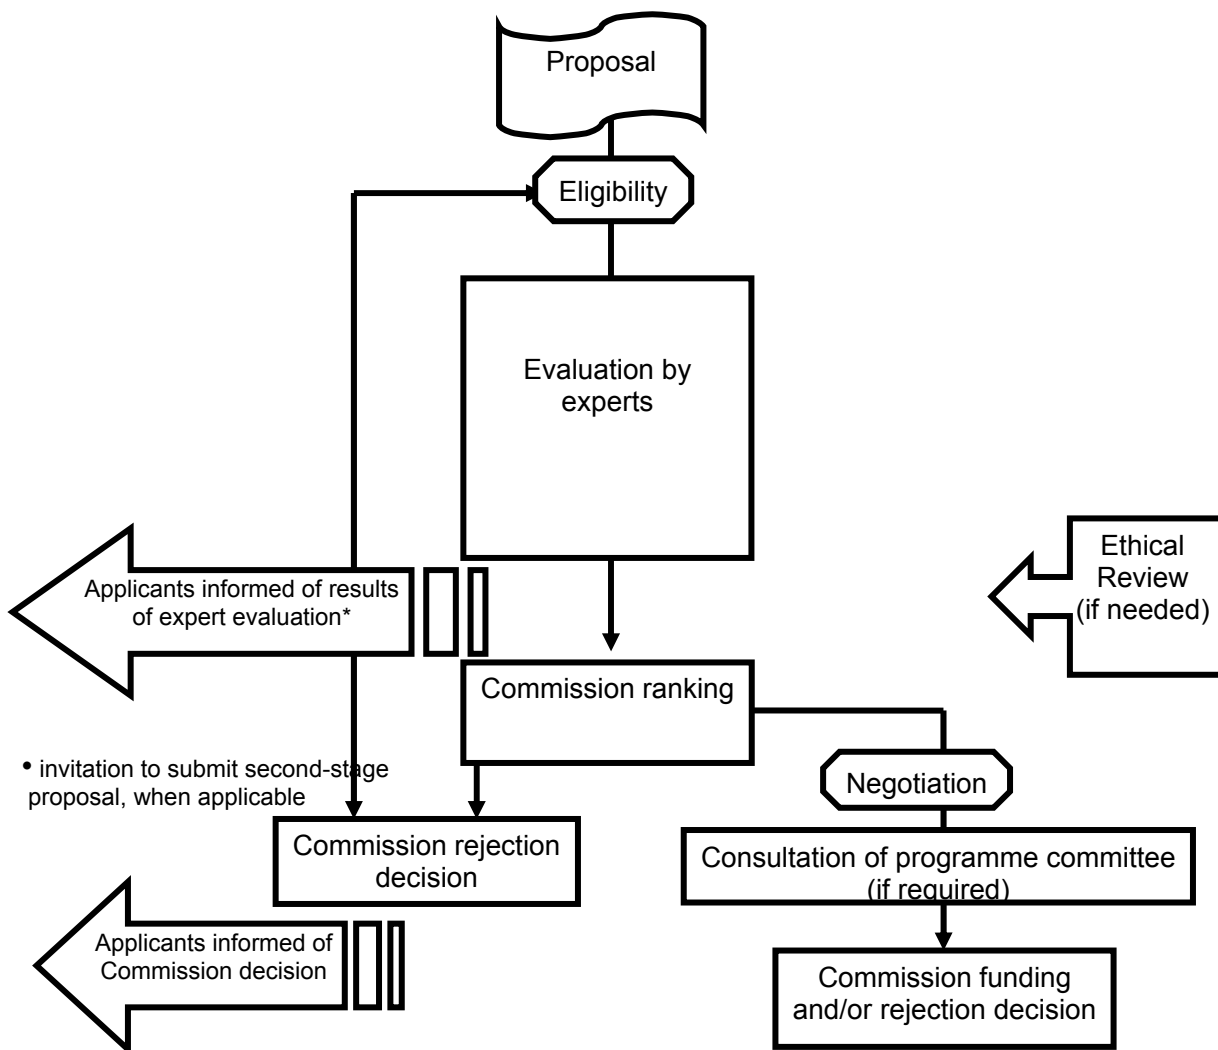 Proposal
Eligibility
Evaluation by
experts
Ethical
Review
(if needed)
Applicants informed of results
of expert evaluation*
Commission ranking
• invitation to submit second-stage
proposal, when applicable
Negotiation
Commission rejection
decision
Consultation of programme committee
(if required)
Applicants informed of
Commission decision
Commission funding
and/or rejection decision